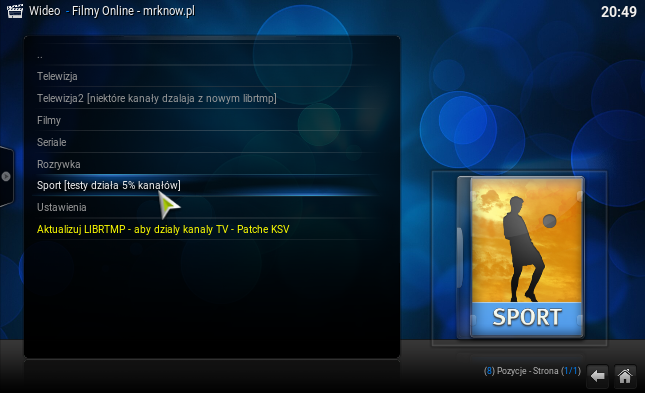 Wideo - Filmy Online - mrknow.pl
20:49
..
Telewizja
Telewizja2 [niektóre kanały dzalaja z nowym librtmp]
Filmy
Seriale
Rozrywka
Sport [testy działa 5% kanałów]
Ustawienia
Aktualizuj LIBRTMP - aby dzialy kanaly TV - Patche KSV
SPORT
(8) Pozycje - Strona (1/1)